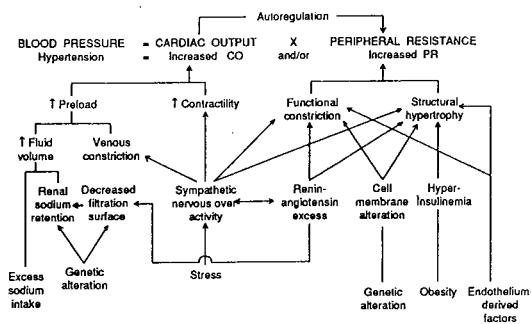 Autoregulation
BLOOD PRESSURE = CARDIAC OUTPUT X PERIPHERAL RESISTANCE
Hypertension = Increased CO and/or Increased PR
↑ Preload
↑ Contractility
Functional
constriction
Structural
hypertrophy
↑ Fluid
volume
Venous
constriction
Renal
sodium
retention
Decreased
filtration
surface
Sympathetic
nervous over
activity
Renin-
angiotensin
excess
Cell
membrane
alteration
Hyper-
Insulinemia
Excess
sodium
intake
Genetic
alteration
Stress
Genetic
alteration
Obesity
Endothelium
derived
factors